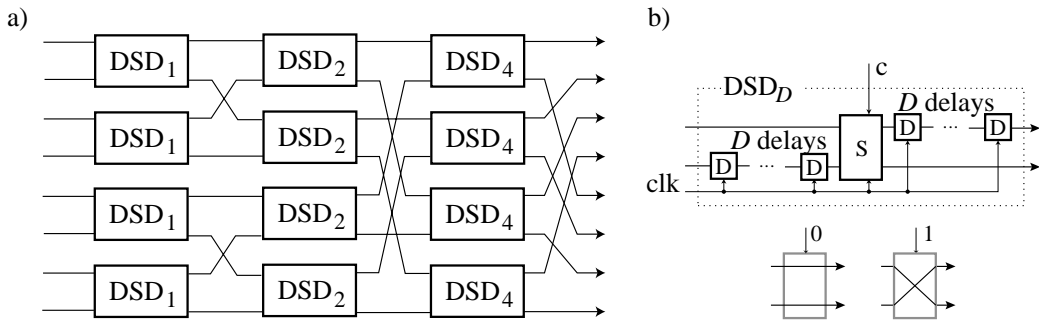 a)
DSD1 DSD2 DSD4
DSD1 DSD2 DSD4
DSD1 DSD2 DSD4
DSD1 DSD2 DSD4
b)
c
DSDD
D delays
D ... D
D delays
S
D ... D
clk
0 1